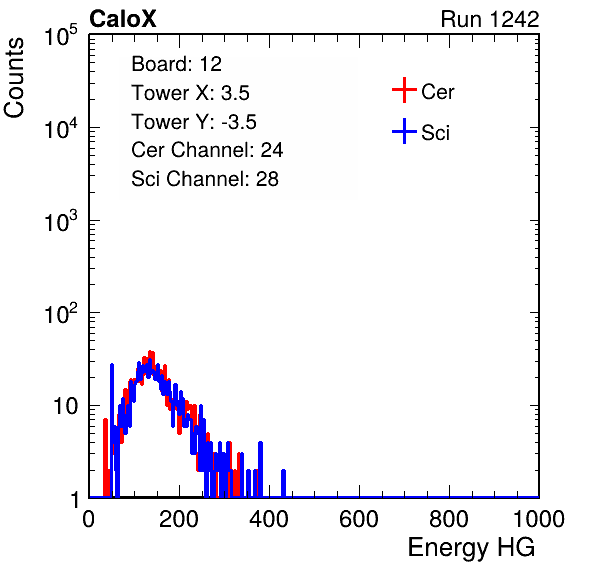 CaloX Run 1242
Counts
10^5
10^4
10^3
10^2
10
1
Board: 12
Tower X: 3.5
Tower Y: -3.5
Cer Channel: 24
Sci Channel: 28
Cer
Sci
0 200 400 600 800 1000
Energy HG